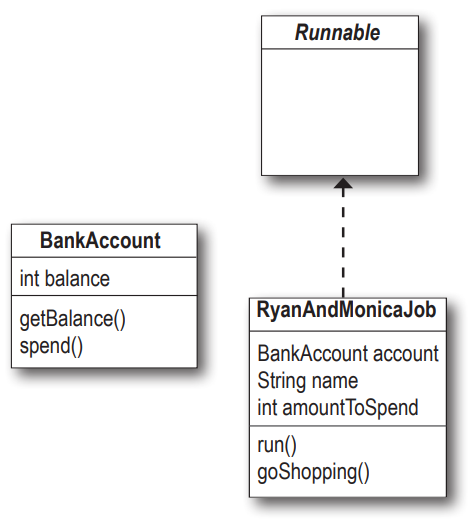 Runnable
BankAccount
int balance
getBalance()
spend()
RyanAndMonicaJob
BankAccount account
String name
int amountToSpend
run()
goShopping()